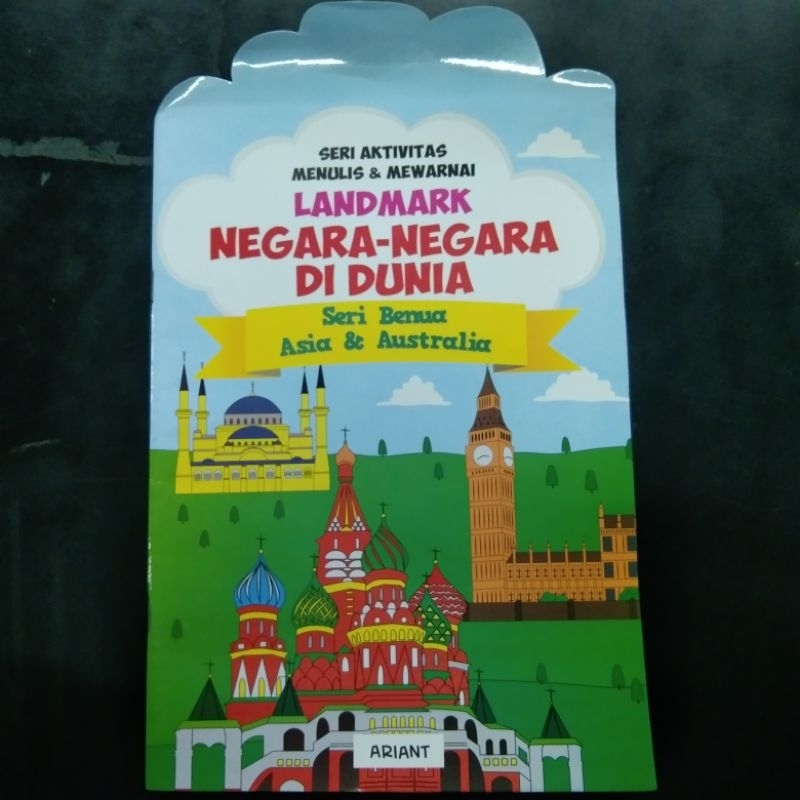 SERI AKTIVITAS
MENULIS & MEWARNAI
LANDMARK
NEGARA-NEGARA
DI DUNIA
Seri Benua
Asia & Australia
ARIANT